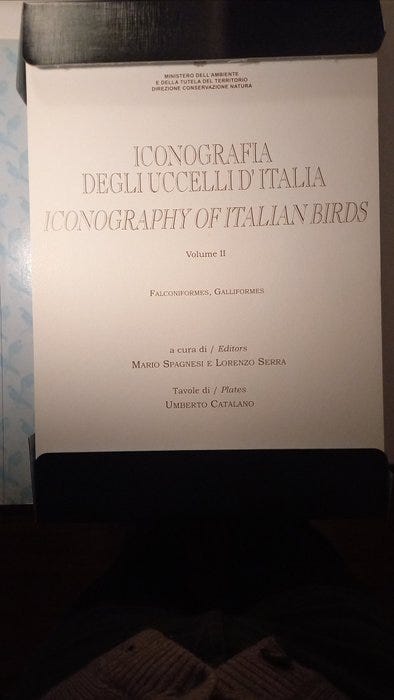 MINISTERO DELL'AMBIENTE
E DELLA TUTELA DEL TERRITORIO
DIREZIONE CONSERVAZIONE NATURA
ICONOGRAFIA
DEGLI UCCELLI D'ITALIA
ICONOGRAPHY OF ITALIAN BIRDS
Volume II
FALCONIFORMES, GALLIFORMES
a cura di / Editors
MARIO SPAGNESI E LORENZO SERRA
Tavole di / Plates
UMBERTO CATALANO